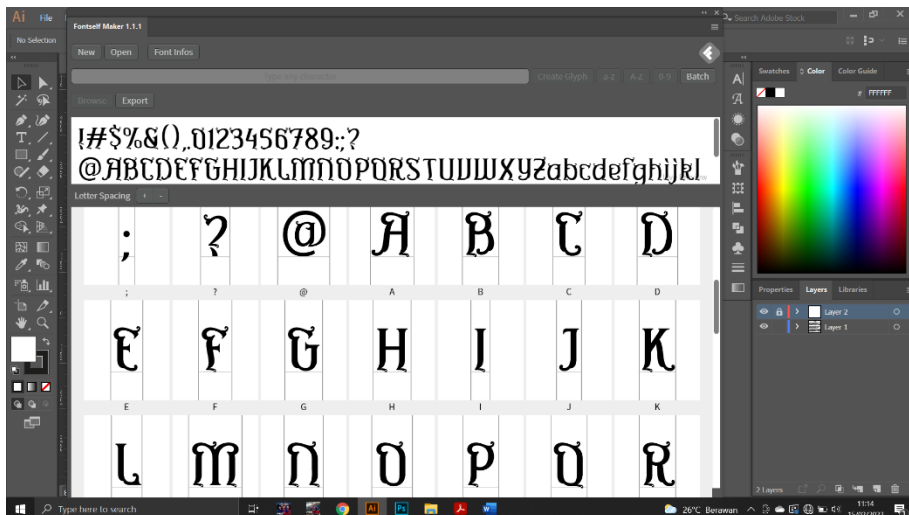 Ai File
Fontself Maker 1.1.1
Search Adobe Stock
No Selection
New Open Font Infos
Type any character
Create Glyph a-z A-Z 0-9 Batch
Browse Export
!#$%&(),.0123456789:;?
@ABCDEFGHIJKLMNOPQRSTUVWXYZabcdefghijkl
Letter Spacing + -
; ? @ A B C D
; ? @ A B C D
E F G H I J K
E F G H I J K
L M N O P Q R
Swatches Color Color Guide
# FFFFFF
Properties Layers Libraries
Layer 2
Layer 1
2 Layers
Type here to search
Ai Ps
26°C Berawan
11:14